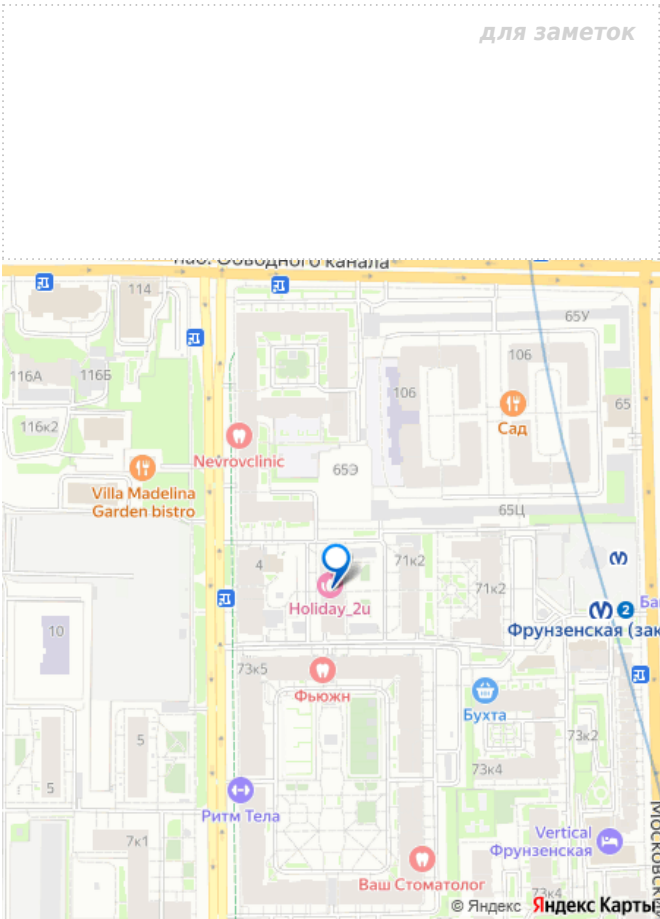 для заметок
наб. Обводного канала
114
65У
106
116А
116Б
106
65
116к2
Сад
Nevrovclinic
65Э
Villa Madelina
Garden bistro
65Ц
4
71к2
71к2
Holiday_2u
2
Фрунзенская (зак
10
73к5
Фьюжн
Бухта
73к2
5
73к4
5
Ритм Тела
7к1
Vertical
Фрунзенская
Ваш Стоматолог
73к4
Московск
© Яндекс Яндекс Карты